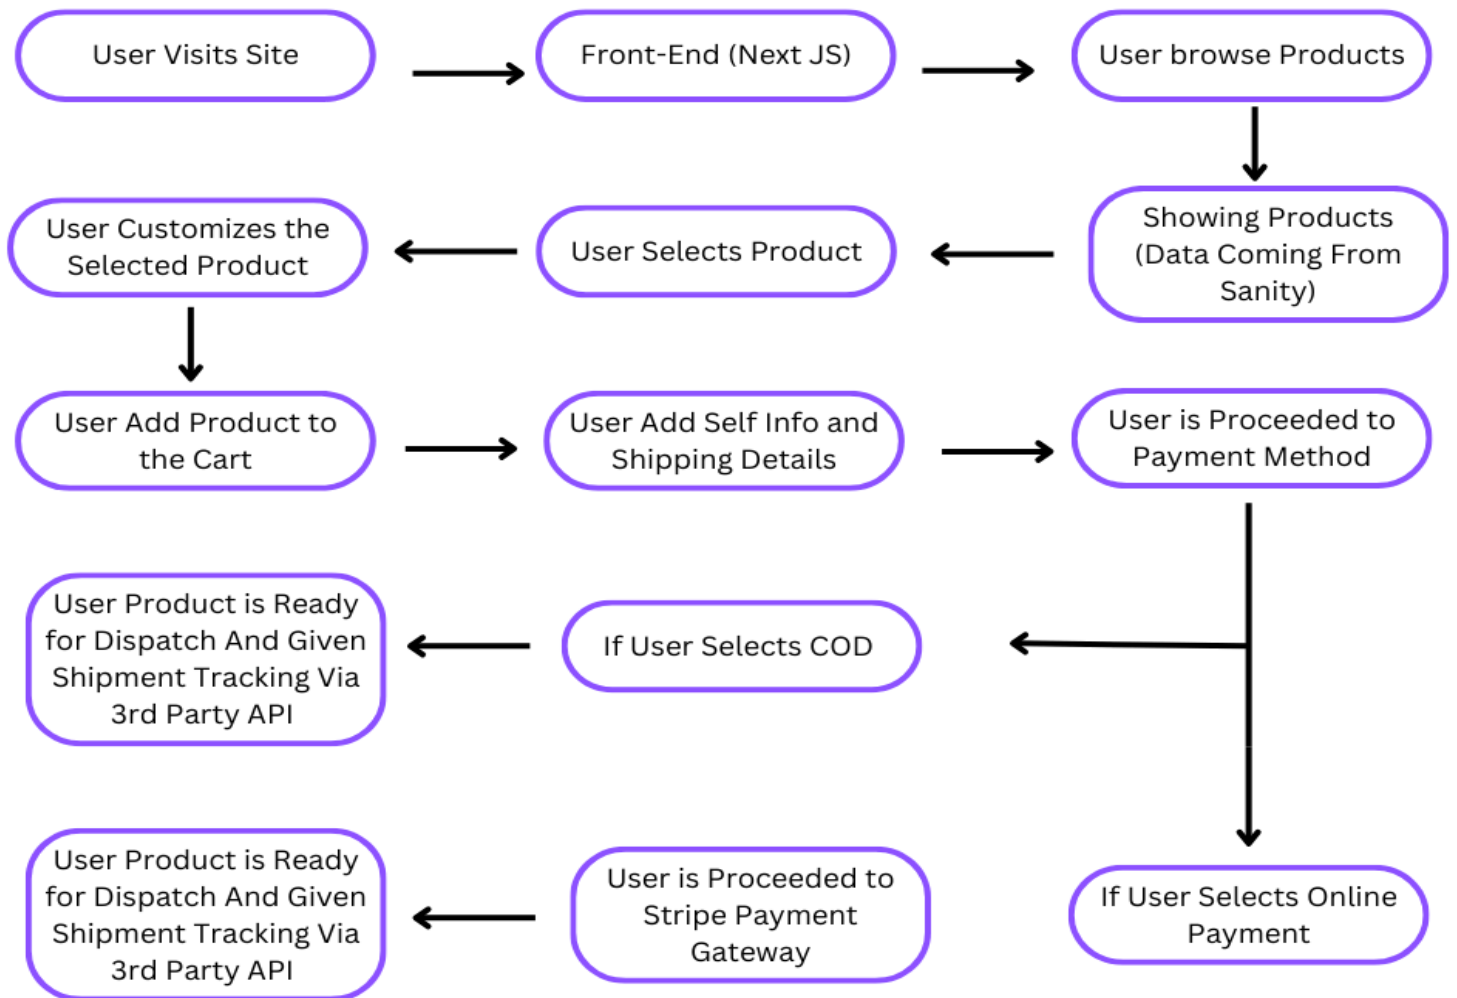 User Visits Site
Front-End (Next JS)
User browse Products
Showing Products
(Data Coming From
Sanity)
User Selects Product
User Customizes the
Selected Product
User Add Product to
the Cart
User Add Self Info and
Shipping Details
User is Proceeded to
Payment Method
If User Selects COD
User Product is Ready
for Dispatch And Given
Shipment Tracking Via
3rd Party API
If User Selects Online
Payment
User is Proceeded to
Stripe Payment
Gateway
User Product is Ready
for Dispatch And Given
Shipment Tracking Via
3rd Party API